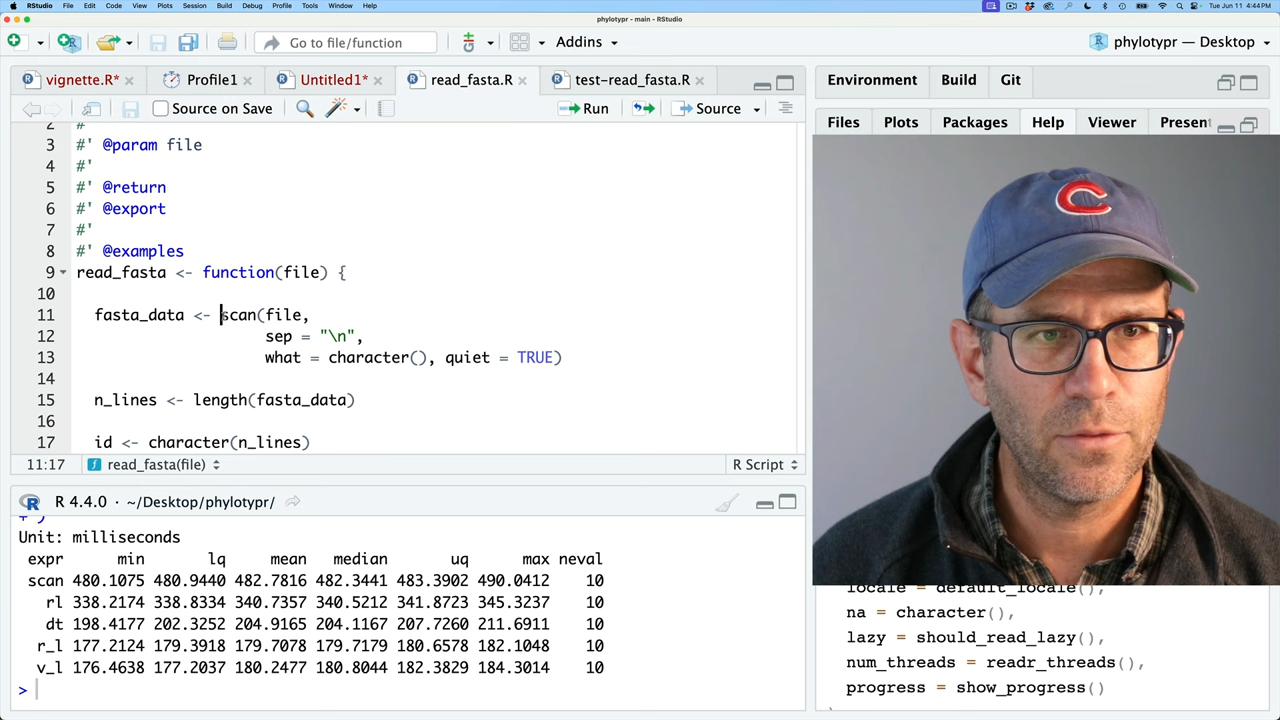 RStudio File Edit Code View Plots Session Build Debug Profile Tools Window Help Tue Jun 11 4:44 PM
phylotypr - main - RStudio
Go to file/function Addins phylotypr — Desktop
vignette.R* Profile1 Untitled1* read_fasta.R test-read_fasta.R
Environment Build Git
Source on Save Run Source
Files Plots Packages Help Viewer Present
2 #'
3 #' @param file
4 #'
5 #' @return
6 #' @export
7 #'
8 #' @examples
9 read_fasta <- function(file) {
10
11 fasta_data <- scan(file,
12 sep = "\n",
13 what = character(), quiet = TRUE)
14
15 n_lines <- length(fasta_data)
16
17 id <- character(n_lines)
11:17 read_fasta(file) R Script
R 4.4.0 · ~/Desktop/phylotypr/
+ }
Unit: milliseconds
expr min lq mean median uq max neval
scan 480.1075 480.9440 482.7816 482.3441 483.3902 490.0412 10
rl 338.2174 338.8334 340.7357 340.5212 341.8723 345.3237 10
dt 198.4177 202.3252 204.9165 204.1167 207.7260 211.6911 10
r_l 177.2124 179.3918 179.7078 179.7179 180.6578 182.1048 10
v_l 176.4638 177.2037 180.2477 180.8044 182.3829 184.3014 10
>
C
locale = default_locale(),
na = character(),
lazy = should_read_lazy(),
num_threads = readr_threads(),
progress = show_progress()
)